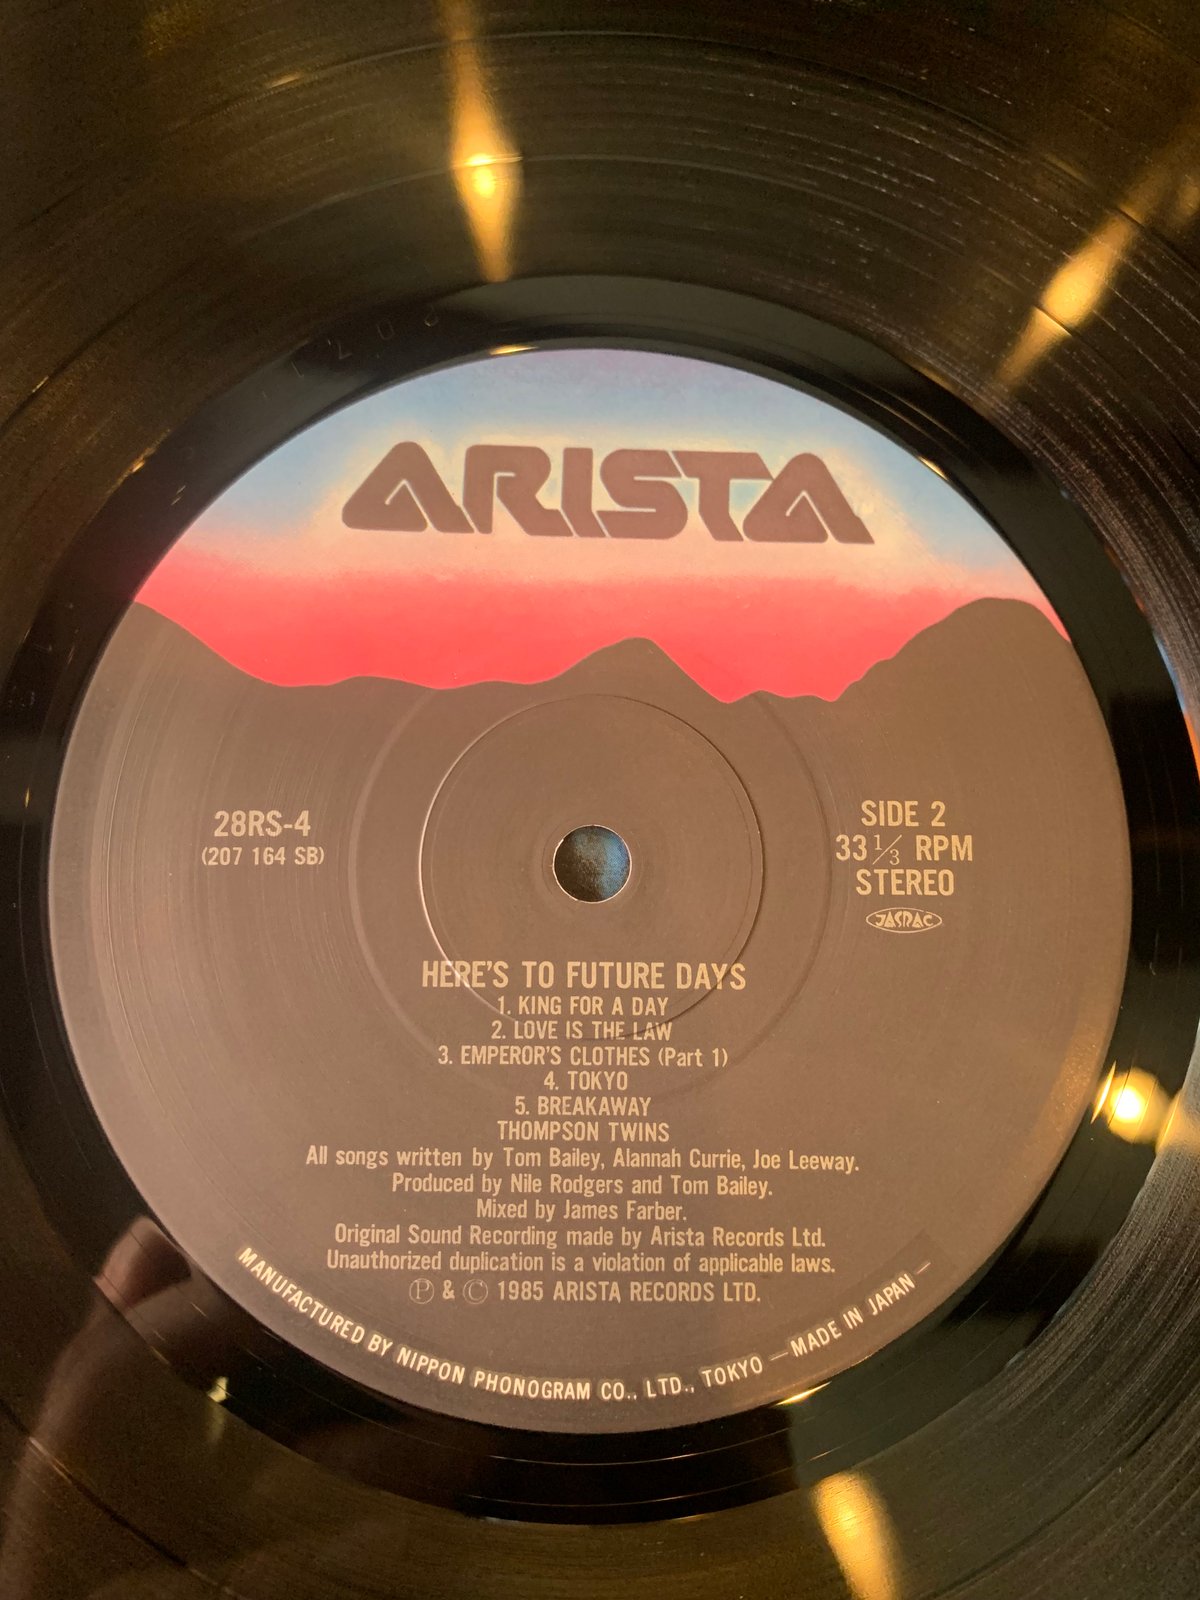 ARISTA
28RS-4
(207 164 SB)
SIDE 2
33 1/3 RPM
STEREO
JASRAC
HERE'S TO FUTURE DAYS
1. KING FOR A DAY
2. LOVE IS THE LAW
3. EMPEROR'S CLOTHES (Part 1)
4. TOKYO
5. BREAKAWAY
THOMPSON TWINS
All songs written by Tom Bailey, Alannah Currie, Joe Leeway.
Produced by Nile Rodgers and Tom Bailey.
Mixed by James Farber.
Original Sound Recording made by Arista Records Ltd.
Unauthorized duplication is a violation of applicable laws.
Ⓟ & © 1985 ARISTA RECORDS LTD.
MANUFACTURED BY NIPPON PHONOGRAM CO., LTD., TOKYO — MADE IN JAPAN —